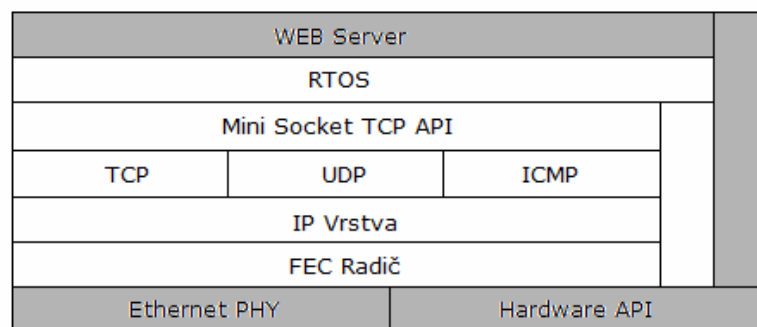 WEB Server
RTOS
Mini Socket TCP API
TCP UDP ICMP
IP Vrstva
FEC Radič
Ethernet PHY Hardware API